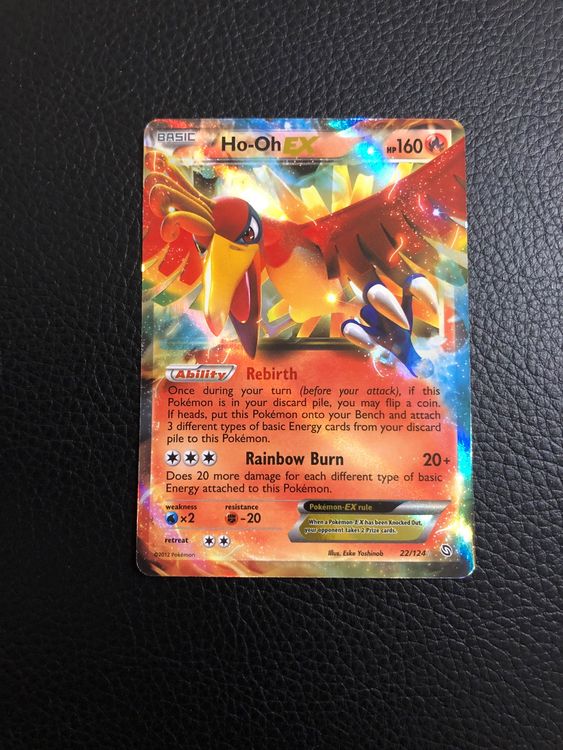 BASIC Ho-Oh EX HP160
Ability Rebirth
Once during your turn (before your attack), if this
Pokémon is in your discard pile, you may flip a coin.
If heads, put this Pokémon onto your Bench and attach
3 different types of basic Energy cards from your discard
pile to this Pokémon.
Rainbow Burn 20+
Does 20 more damage for each different type of basic
Energy attached to this Pokémon.
weakness resistance
×2 -20
retreat
Pokémon-EX rule
When a Pokémon-EX has been Knocked Out,
your opponent takes 2 Prize cards.
©2012 Pokémon Illus. Eske Yoshinob 22/124